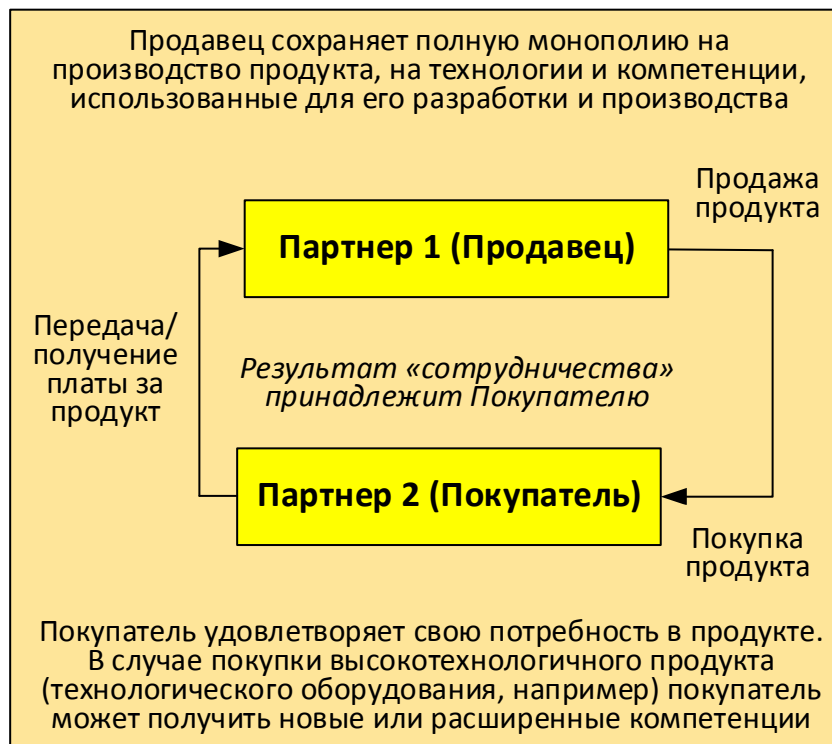 Продавец сохраняет полную монополию на
производство продукта, на технологии и компетенции,
использованные для его разработки и производства
Продажа
продукта
Партнер 1 (Продавец)
Передача/
получение
платы за
продукт
Результат «сотрудничества»
принадлежит Покупателю
Партнер 2 (Покупатель)
Покупка
продукта
Покупатель удовлетворяет свою потребность в продукте.
В случае покупки высокотехнологичного продукта
(технологического оборудования, например) покупатель
может получить новые или расширенные компетенции